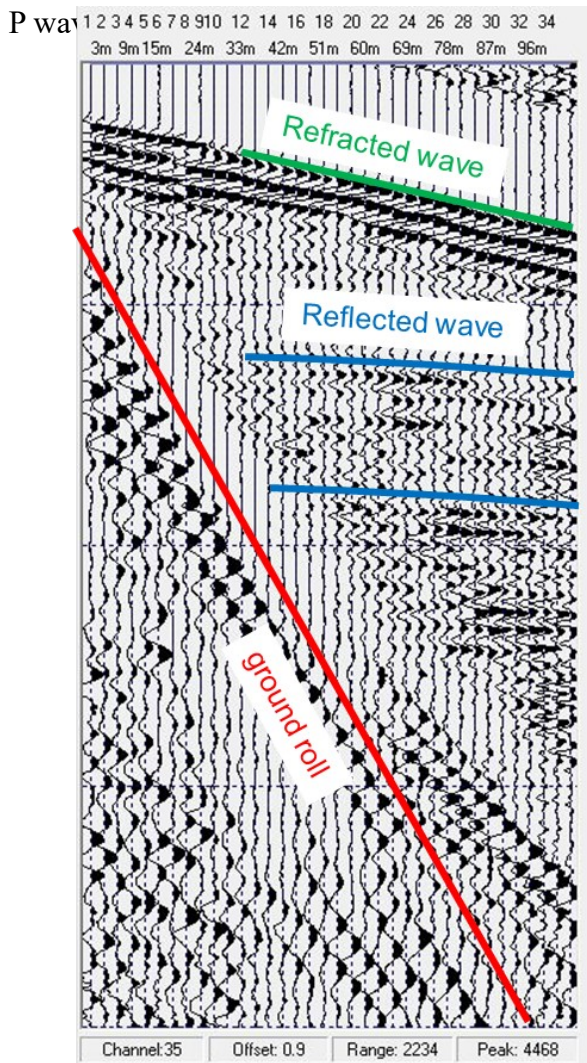 P wav
1 2 3 4 5 6 7 8 910 12 14 16 18 20 22 24 26 28 30 32 34
3m 9m 15m 24m 33m 42m 51m 60m 69m 78m 87m 96m
Refracted wave
Reflected wave
ground roll
Channel:35 Offset: 0.9 Range: 2234 Peak: 4468